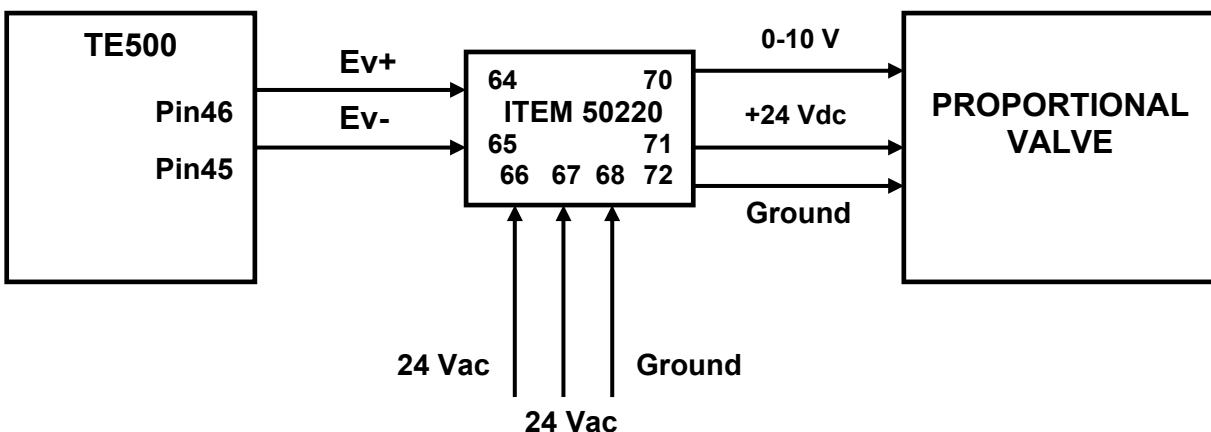 TE500
Pin46
Pin45
Ev+
Ev-
64 70
ITEM 50220
65 71
66 67 68 72
0-10 V
+24 Vdc
Ground
PROPORTIONAL
VALVE
24 Vac
24 Vac
Ground